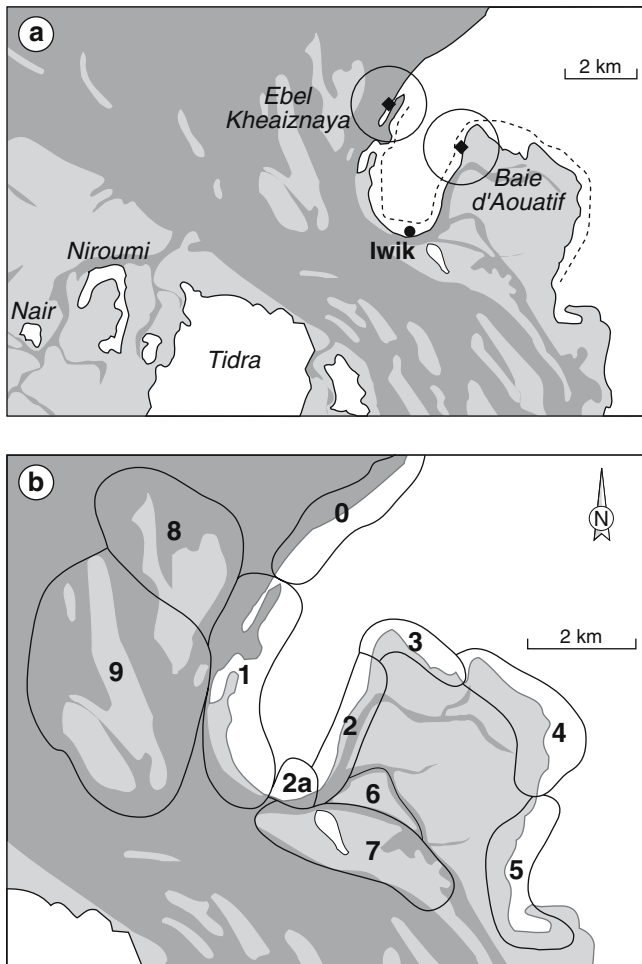 a
2 km
Ebel
Kheaiznaya
Baie
d'Aouatif
Iwik
Niroumi
Nair
Tidra
b
N
0
8
2 km
3
1
9
2
4
2a
6
7
5